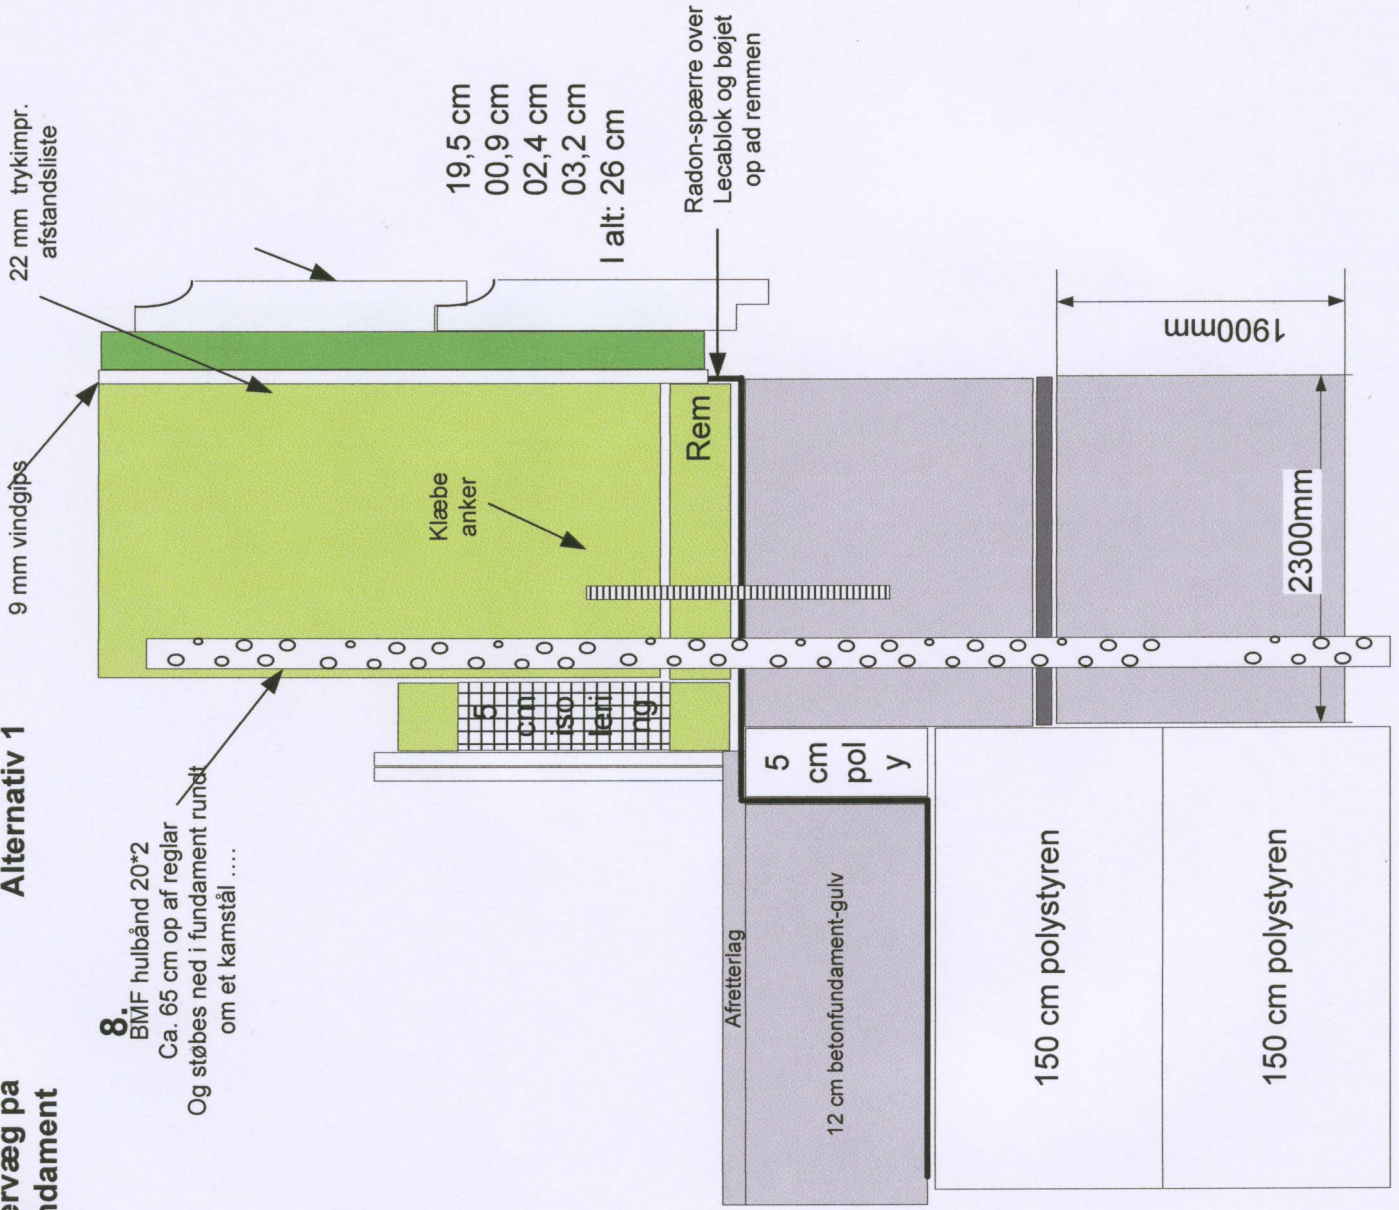 ervæg pa
ndament
Alternativ 1
8.
BMF hulbånd 20*2
Ca. 65 cm op af reglar
Og støbes ned i fundament rundt
om et kamstål ....
9 mm vindgips
22 mm trykimpr.
afstandsliste
19,5 cm
00,9 cm
02,4 cm
03,2 cm
I alt: 26 cm
Radon-spærre over
Lecablok og bøjet
op ad remmen
Klæbe
anker
Rem
5
cm
iso
leri
ng
5
cm
pol
y
Afretterlag
12 cm betonfundament-gulv
150 cm polystyren
150 cm polystyren
1900mm
2300mm